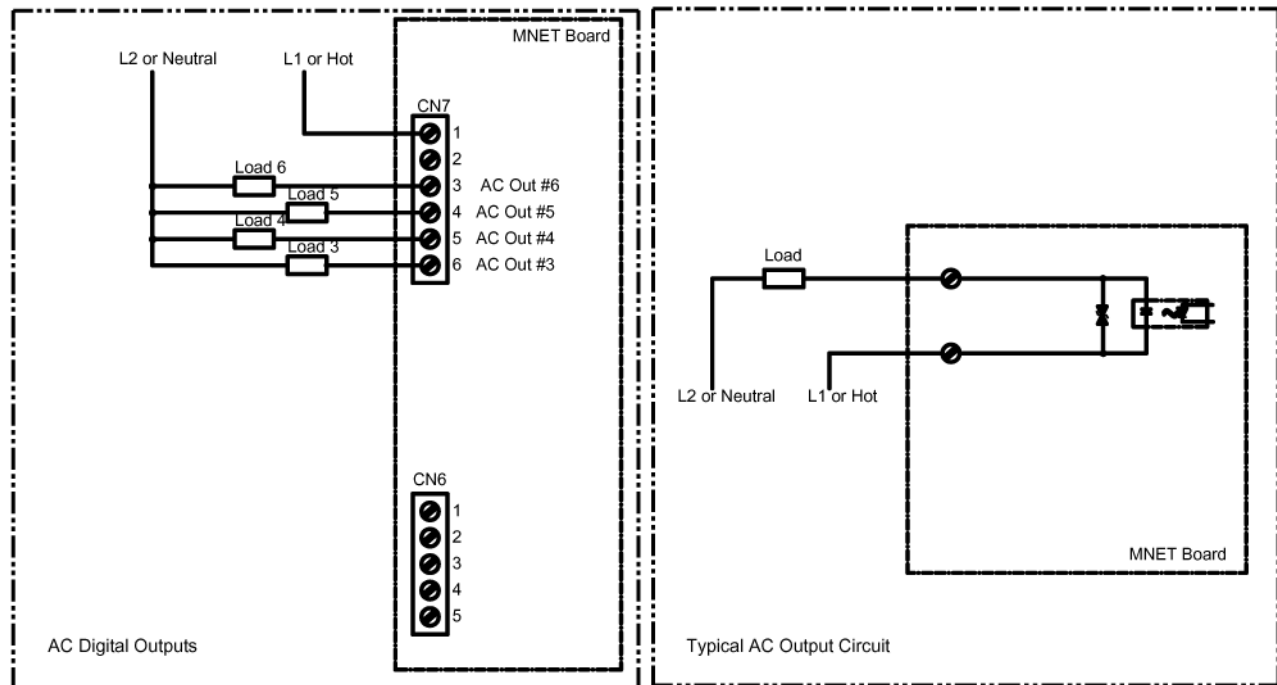 MNET Board
L2 or Neutral
L1 or Hot
CN7
1
2
Load 6
3 AC Out #6
Load 5
4 AC Out #5
Load 4
5 AC Out #4
Load 3
6 AC Out #3
CN6
1
2
3
4
5
AC Digital Outputs
Load
L2 or Neutral
L1 or Hot
MNET Board
Typical AC Output Circuit